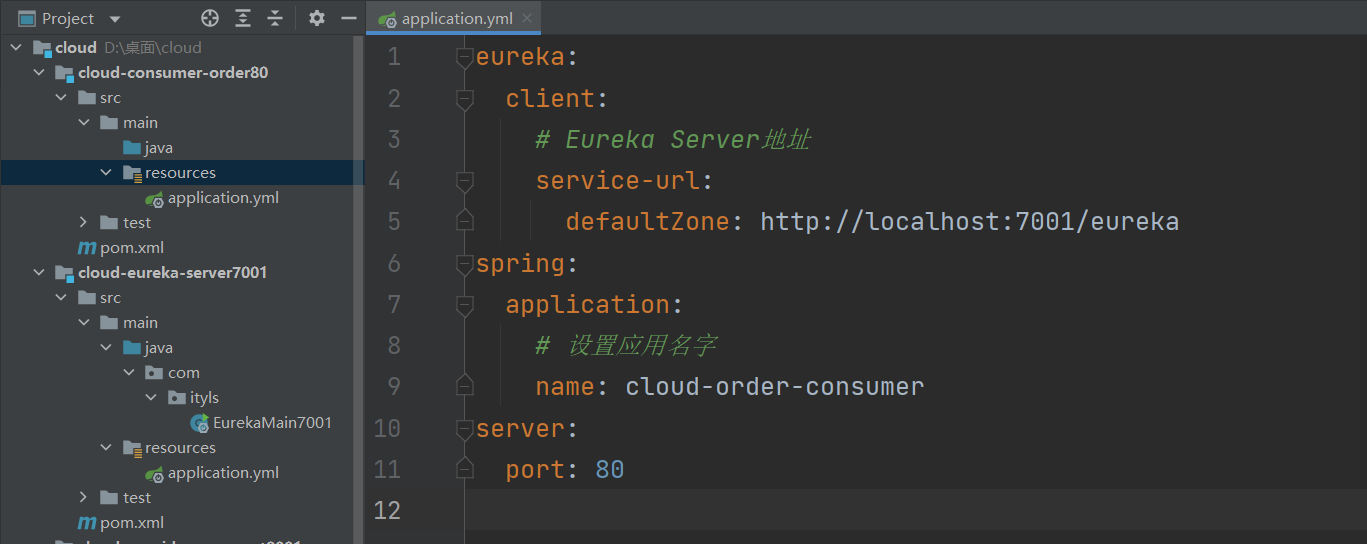 Project
cloud D:\桌面\cloud
cloud-consumer-order80
src
main
java
resources
application.yml
test
pom.xml
cloud-eureka-server7001
src
main
java
com
ityls
EurekaMain7001
resources
application.yml
test
pom.xml
application.yml
1 eureka:
2 client:
3 # Eureka Server地址
4 service-url:
5 defaultZone: http://localhost:7001/eureka
6 spring:
7 application:
8 # 设置应用名字
9 name: cloud-order-consumer
10 server:
11 port: 80
12